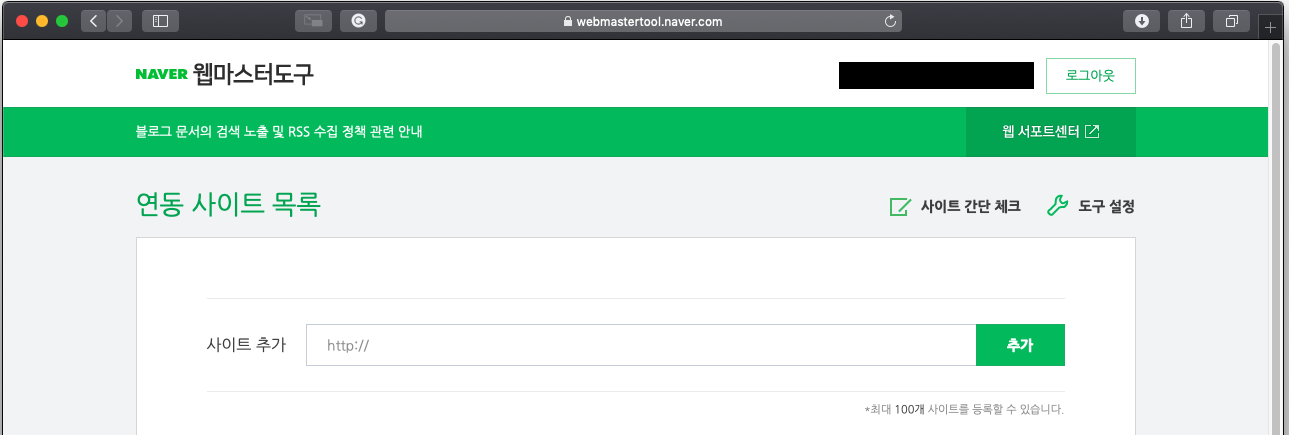 webmastertool.naver.com
NAVER 웹마스터도구
로그아웃
블로그 문서의 검색 노출 및 RSS 수집 정책 관련 안내
웹 서포트센터
연동 사이트 목록
사이트 간단 체크
도구 설정
사이트 추가
http://
추가
*최대 100개 사이트를 등록할 수 있습니다.